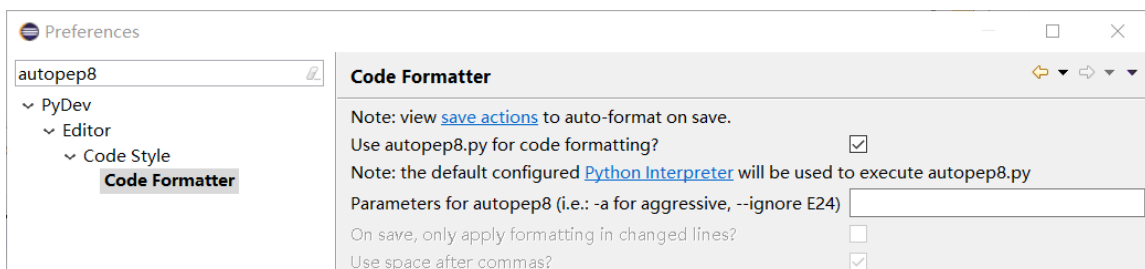 Preferences
autopep8
PyDev
Editor
Code Style
Code Formatter
Code Formatter
Note: view save actions to auto-format on save.
Use autopep8.py for code formatting?
Note: the default configured Python Interpreter will be used to execute autopep8.py
Parameters for autopep8 (i.e.: -a for aggressive, --ignore E24)
On save, only apply formatting in changed lines?
Use space after commas?